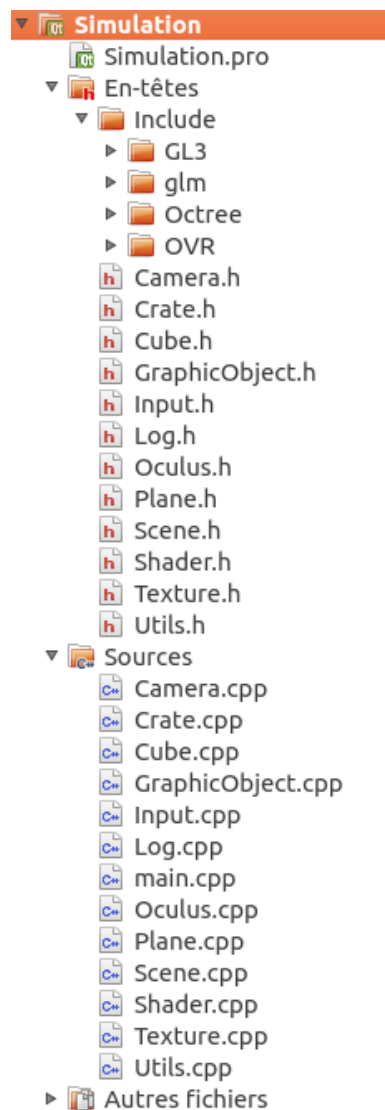 Simulation
Simulation.pro
En-têtes
Include
GL3
glm
Octree
OVR
Camera.h
Crate.h
Cube.h
GraphicObject.h
Input.h
Log.h
Oculus.h
Plane.h
Scene.h
Shader.h
Texture.h
Utils.h
Sources
Camera.cpp
Crate.cpp
Cube.cpp
GraphicObject.cpp
Input.cpp
Log.cpp
main.cpp
Oculus.cpp
Plane.cpp
Scene.cpp
Shader.cpp
Texture.cpp
Utils.cpp
Autres fichiers